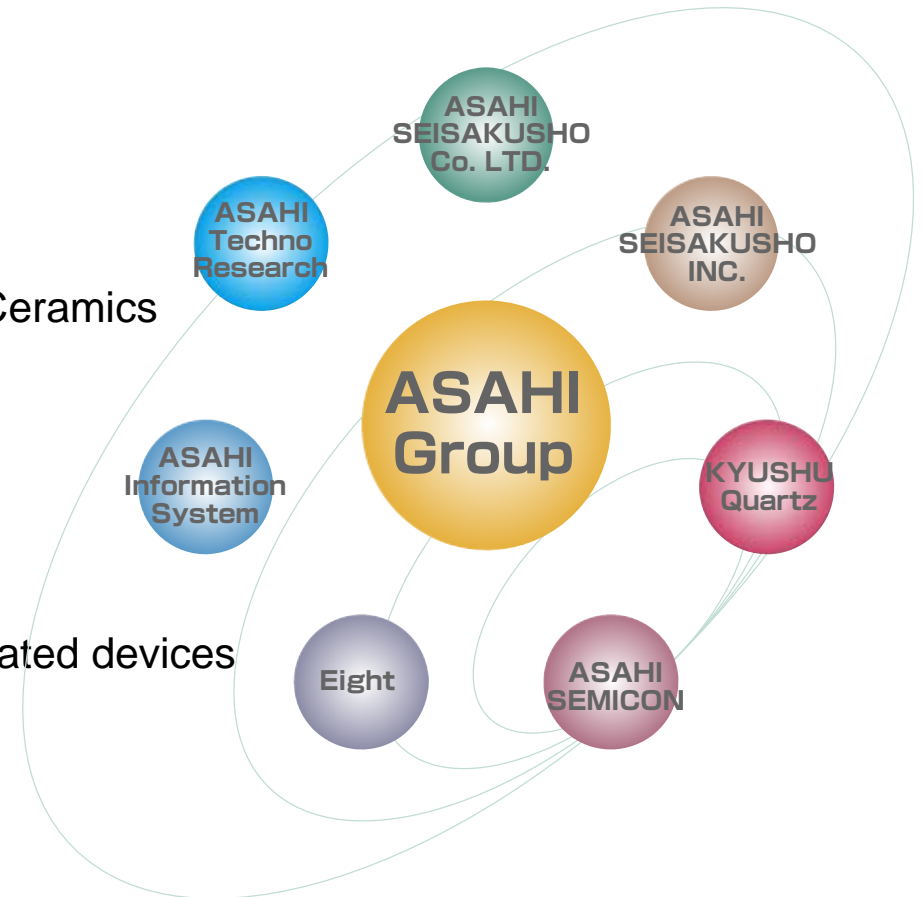 ASAHI
SEISAKUSHO
Co. LTD.
ASAHI
Techno
Research
ASAHI
SEISAKUSHO
INC.
Ceramics
ASAHI
Group
ASAHI
Information
System
KYUSHU
Quartz
ated devices
Eight
ASAHI
SEMICON